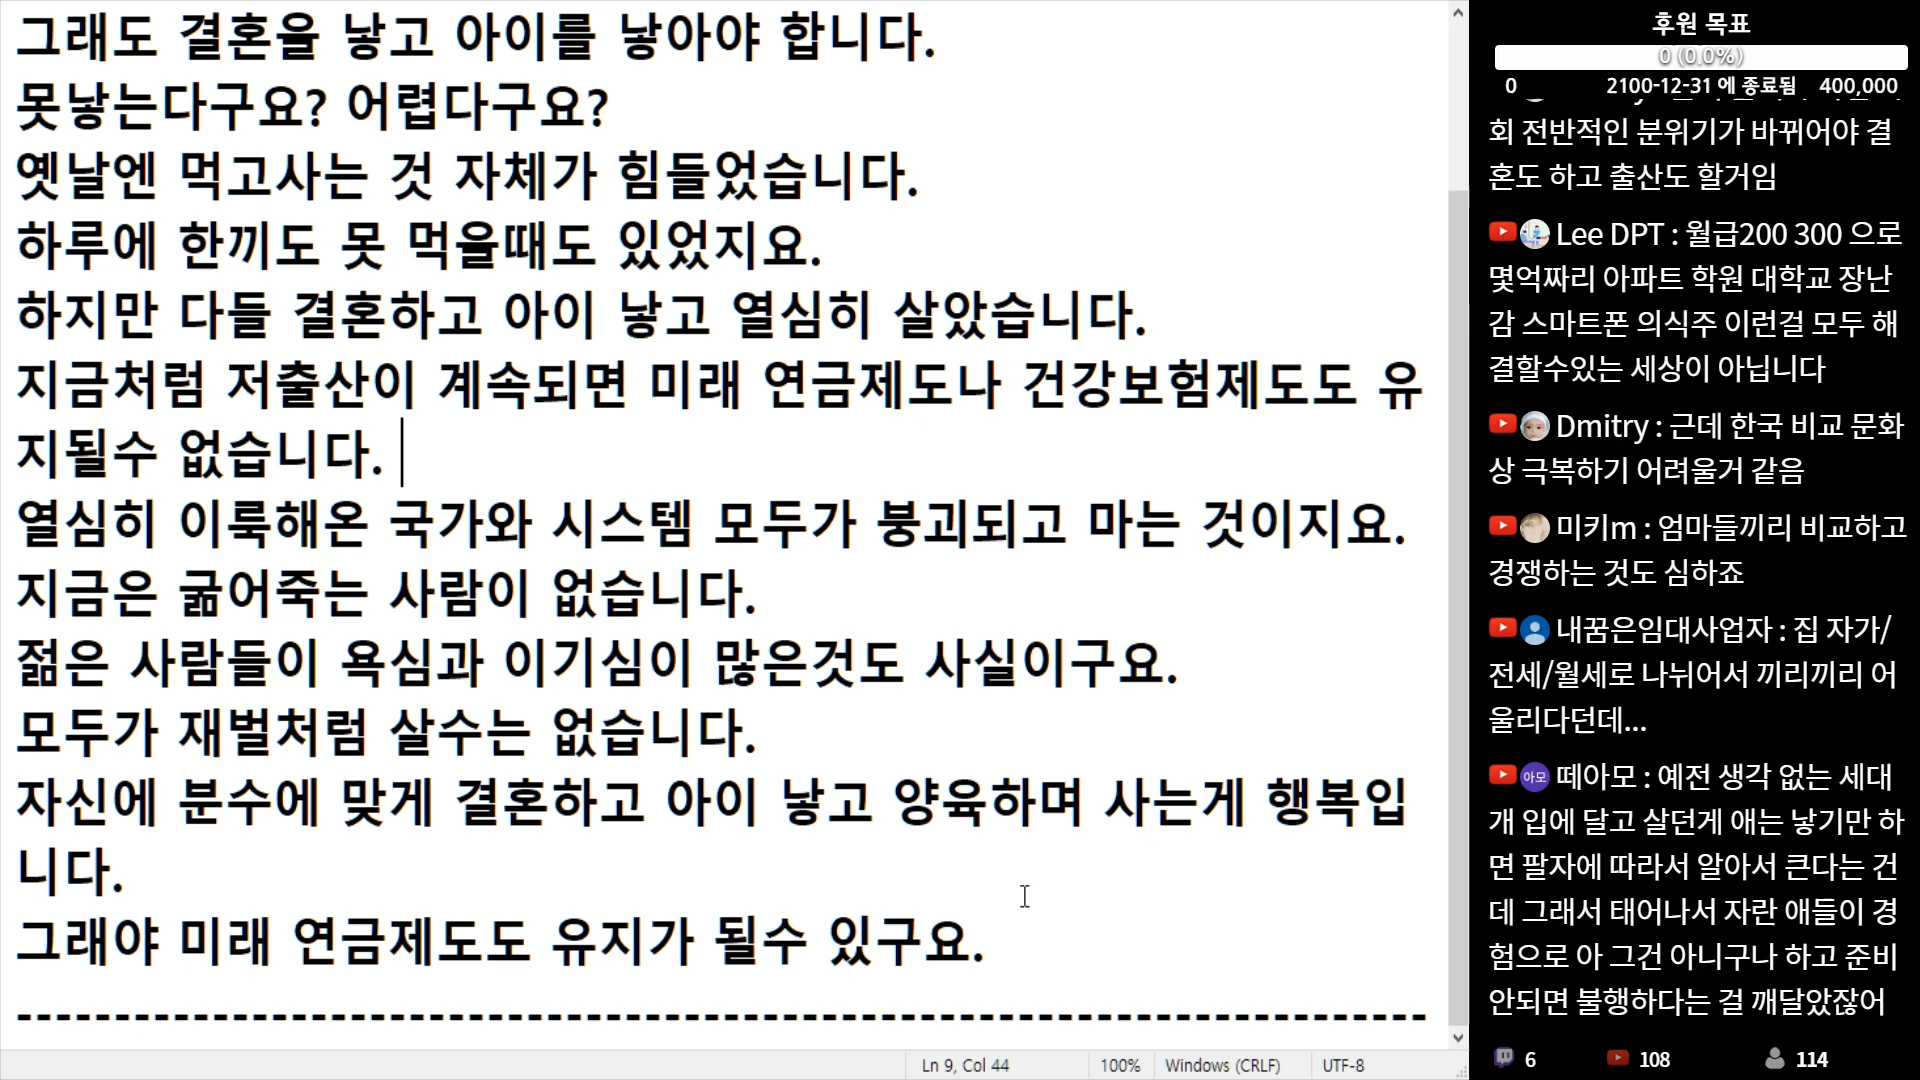 그래도 결혼을 낳고 아이를 낳아야 합니다.
못낳는다구요? 어렵다구요?
옛날엔 먹고사는 것 자체가 힘들었습니다.
하루에 한끼도 못 먹을때도 있었지요.
하지만 다들 결혼하고 아이 낳고 열심히 살았습니다.
지금처럼 저출산이 계속되면 미래 연금제도나 건강보험제도도 유
지될수 없습니다.
열심히 이룩해온 국가와 시스템 모두가 붕괴되고 마는 것이지요.
지금은 굶어죽는 사람이 없습니다.
젊은 사람들이 욕심과 이기심이 많은것도 사실이구요.
모두가 재벌처럼 살수는 없습니다.
자신에 분수에 맞게 결혼하고 아이 낳고 양육하며 사는게 행복입
니다.
그래야 미래 연금제도도 유지가 될수 있구요.
--------------------------------------------------------------------------
Ln 9, Col 44
100%
Windows (CRLF)
UTF-8
후원 목표
0 (0.0%)
0 2100-12-31 에 종료됨 400,000
회 전반적인 분위기가 바뀌어야 결
혼도 하고 출산도 할거임
Lee DPT : 월급200 300 으로
몇억짜리 아파트 학원 대학교 장난
감 스마트폰 의식주 이런걸 모두 해
결할수있는 세상이 아닙니다
Dmitry : 근데 한국 비교 문화
상 극복하기 어려울거 같음
미키m : 엄마들끼리 비교하고
경쟁하는 것도 심하죠
내꿈은임대사업자 : 집 자가/
전세/월세로 나뉘어서 끼리끼리 어
울리다던데...
아모 떼아모 : 예전 생각 없는 세대
개 입에 달고 살던게 애는 낳기만 하
면 팔자에 따라서 알아서 큰다는 건
데 그래서 태어나서 자란 애들이 경
험으로 아 그건 아니구나 하고 준비
안되면 불행하다는 걸 깨달았잖어
6 108 114